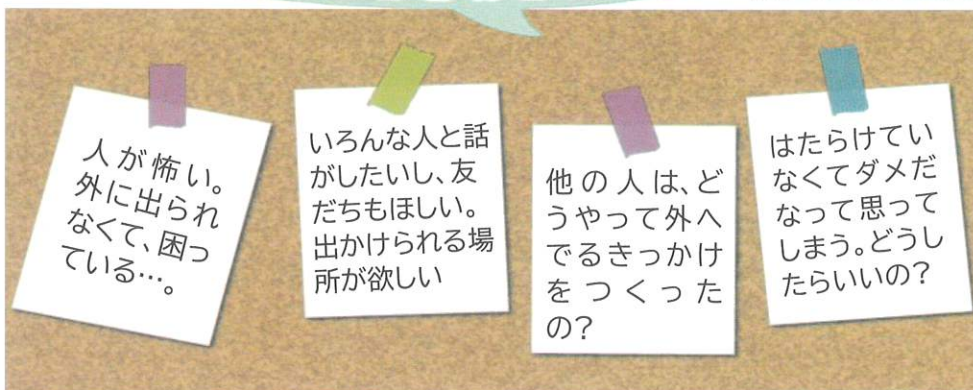 人が怖い。
外に出られ
なくて、困っ
ている…。
いろんな人と話
がしたいし、友
だちもほしい。
出かけられる場
所が欲しい
他の人は、ど
うやって外へ
でるきっかけ
をつくった
の？
はたらけてい
なくてダメだ
なって思って
しまう。どうし
たらいいの？